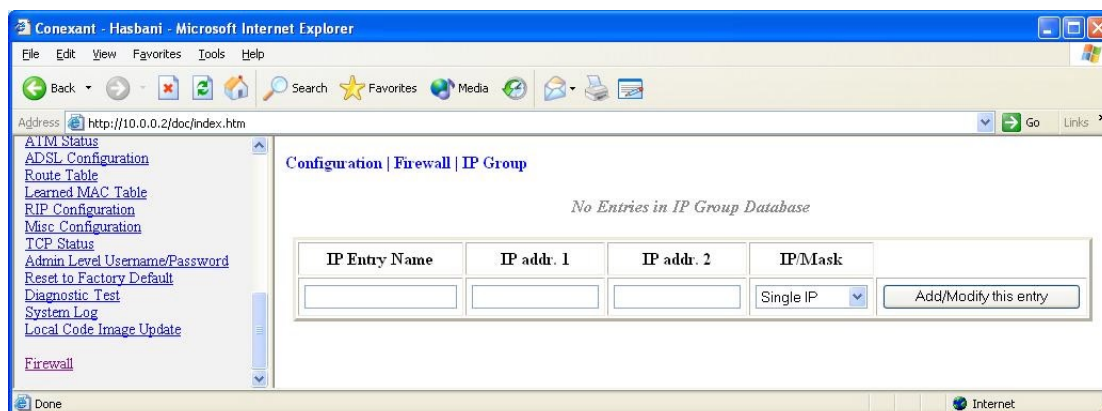 Conexant - Hasbani - Microsoft Internet Explorer
File Edit View Favorites Tools Help
Back Search Favorites Media
Address http://10.0.0.2/doc/index.htm Go Links
ATM Status
ADSL Configuration
Route Table
Learned MAC Table
RIP Configuration
Misc Configuration
TCP Status
Admin Level Username/Password
Reset to Factory Default
Diagnostic Test
System Log
Local Code Image Update
Firewall
Configuration | Firewall | IP Group
No Entries in IP Group Database
IP Entry Name IP addr. 1 IP addr. 2 IP/Mask
Single IP Add/Modify this entry
Done Internet